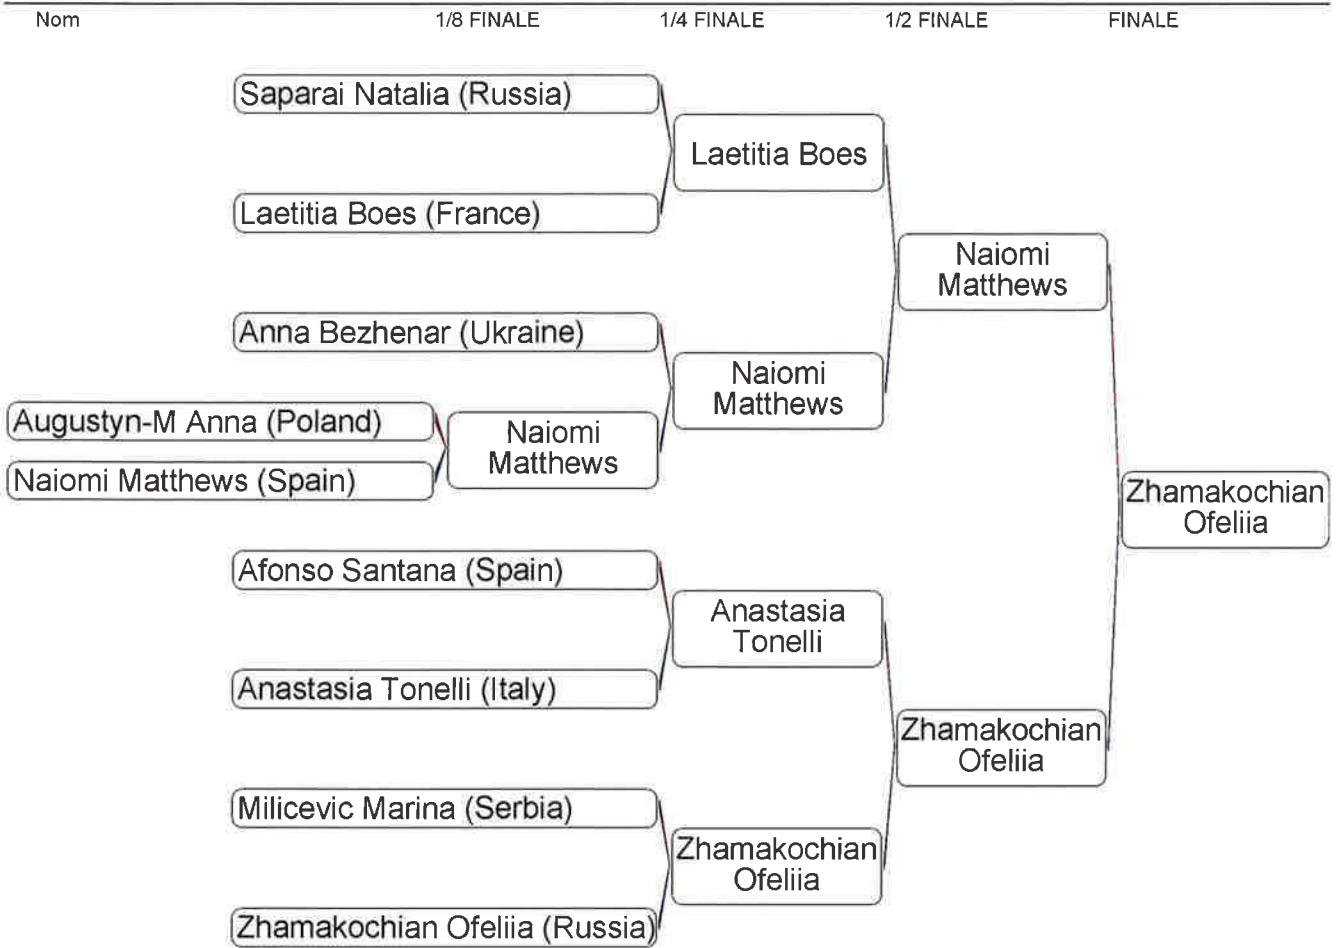 Nom 1/8 FINALE 1/4 FINALE 1/2 FINALE FINALE
Saparai Natalia (Russia)
Laetitia Boes
Laetitia Boes (France)
Naiomi
Matthews
Anna Bezhenar (Ukraine)
Naiomi
Matthews
Augustyn-M Anna (Poland)
Naiomi
Matthews
Naiomi Matthews (Spain)
Zhamakochian
Ofeliia
Afonso Santana (Spain)
Anastasia
Tonelli
Anastasia Tonelli (Italy)
Zhamakochian
Ofeliia
Milicevic Marina (Serbia)
Zhamakochian
Ofeliia
Zhamakochian Ofeliia (Russia)